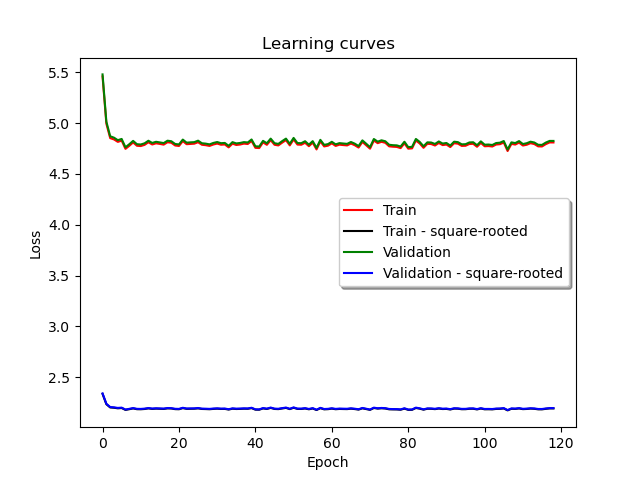 Learning curves
5.5
5.0
4.5
4.0
3.5
3.0
2.5
Loss
Train
Train - square-rooted
Validation
Validation - square-rooted
0 20 40 60 80 100 120
Epoch